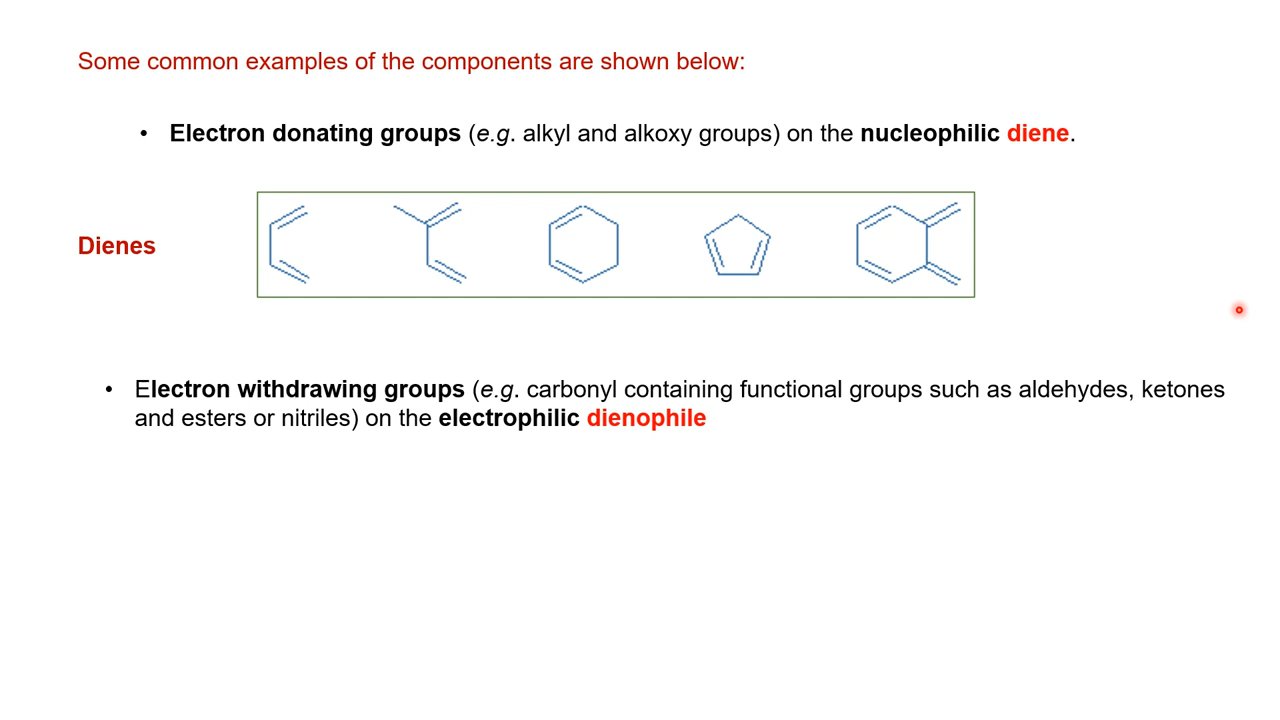 Some common examples of the components are shown below:
• Electron donating groups (e.g. alkyl and alkoxy groups) on the nucleophilic diene.
Dienes
• Electron withdrawing groups (e.g. carbonyl containing functional groups such as aldehydes, ketones
and esters or nitriles) on the electrophilic dienophile